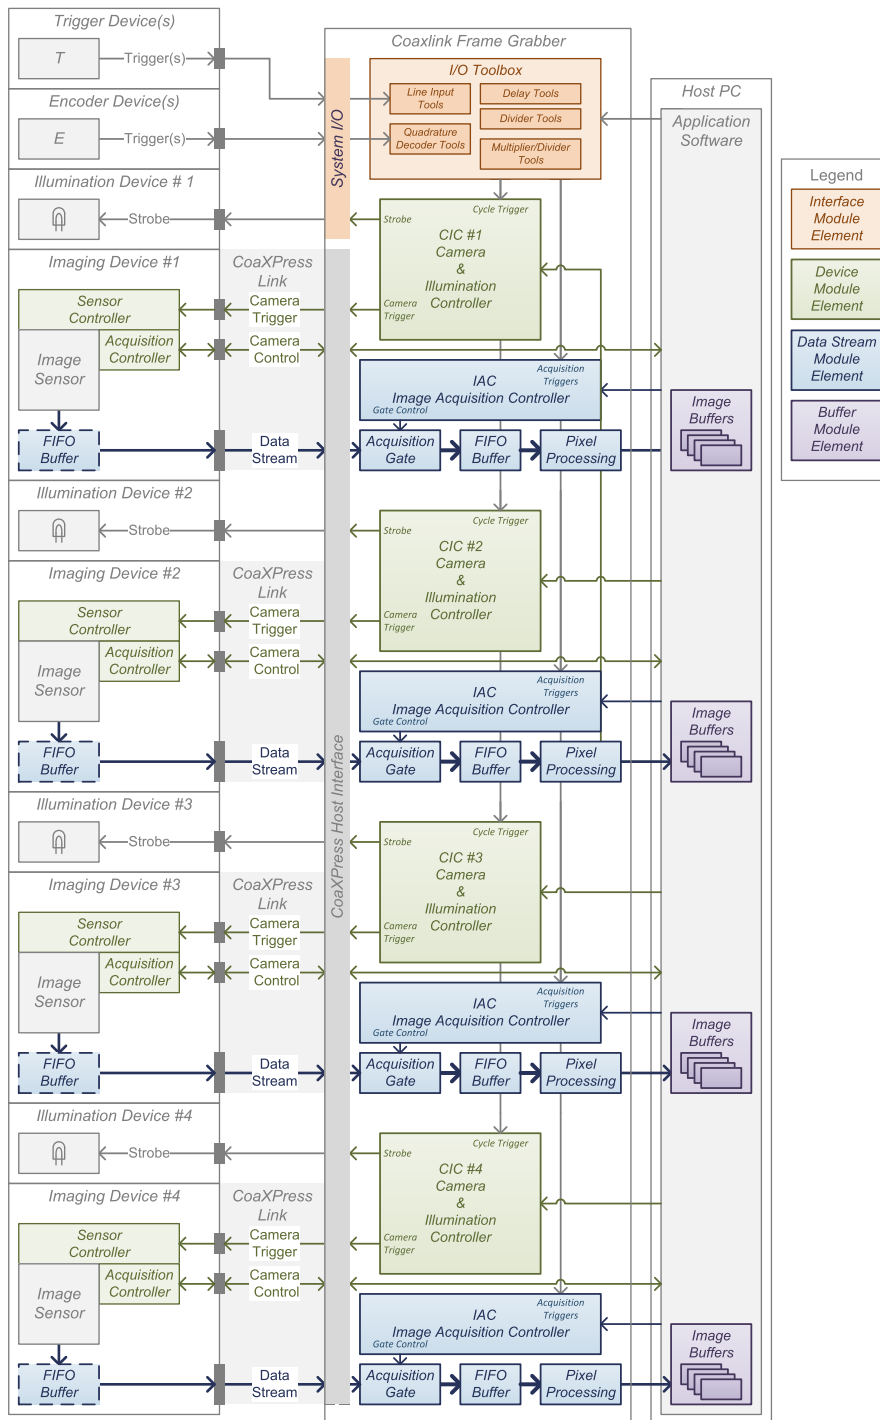 Trigger Device(s)
T
Trigger(s)
Encoder Device(s)
E
Trigger(s)
Illumination Device # 1
Strobe
Imaging Device #1
Sensor
Controller
Image
Sensor
Acquisition
Controller
FIFO
Buffer
CoaXPress
Link
Camera
Trigger
Camera
Control
Data
Stream
Illumination Device #2
Strobe
Imaging Device #2
Sensor
Controller
Image
Sensor
Acquisition
Controller
FIFO
Buffer
CoaXPress
Link
Camera
Trigger
Camera
Control
Data
Stream
Illumination Device #3
Strobe
Imaging Device #3
Sensor
Controller
Image
Sensor
Acquisition
Controller
FIFO
Buffer
CoaXPress
Link
Camera
Trigger
Camera
Control
Data
Stream
Illumination Device #4
Strobe
Imaging Device #4
Sensor
Controller
Image
Sensor
Acquisition
Controller
FIFO
Buffer
CoaXPress
Link
Camera
Trigger
Camera
Control
Data
Stream
Coaxlink Frame Grabber
System I/O
CoaXPress Host Interface
I/O Toolbox
Line Input
Tools
Quadrature
Decoder Tools
Delay Tools
Divider Tools
Multiplier/Divider
Tools
Cycle Trigger
Strobe
CIC #1
Camera
&
Illumination
Controller
Camera
Trigger
Acquisition
Triggers
IAC
Image Acquisition Controller
Gate Control
Acquisition
Gate
FIFO
Buffer
Pixel
Processing
Cycle Trigger
Strobe
CIC #2
Camera
&
Illumination
Controller
Camera
Trigger
Acquisition
Triggers
IAC
Image Acquisition Controller
Gate Control
Acquisition
Gate
FIFO
Buffer
Pixel
Processing
Cycle Trigger
Strobe
CIC #3
Camera
&
Illumination
Controller
Camera
Trigger
Acquisition
Triggers
IAC
Image Acquisition Controller
Gate Control
Acquisition
Gate
FIFO
Buffer
Pixel
Processing
Cycle Trigger
Strobe
CIC #4
Camera
&
Illumination
Controller
Camera
Trigger
Acquisition
Triggers
IAC
Image Acquisition Controller
Gate Control
Acquisition
Gate
FIFO
Buffer
Pixel
Processing
Host PC
Application
Software
Image
Buffers
Image
Buffers
Image
Buffers
Image
Buffers
Legend
Interface
Module
Element
Device
Module
Element
Data Stream
Module
Element
Buffer
Module
Element